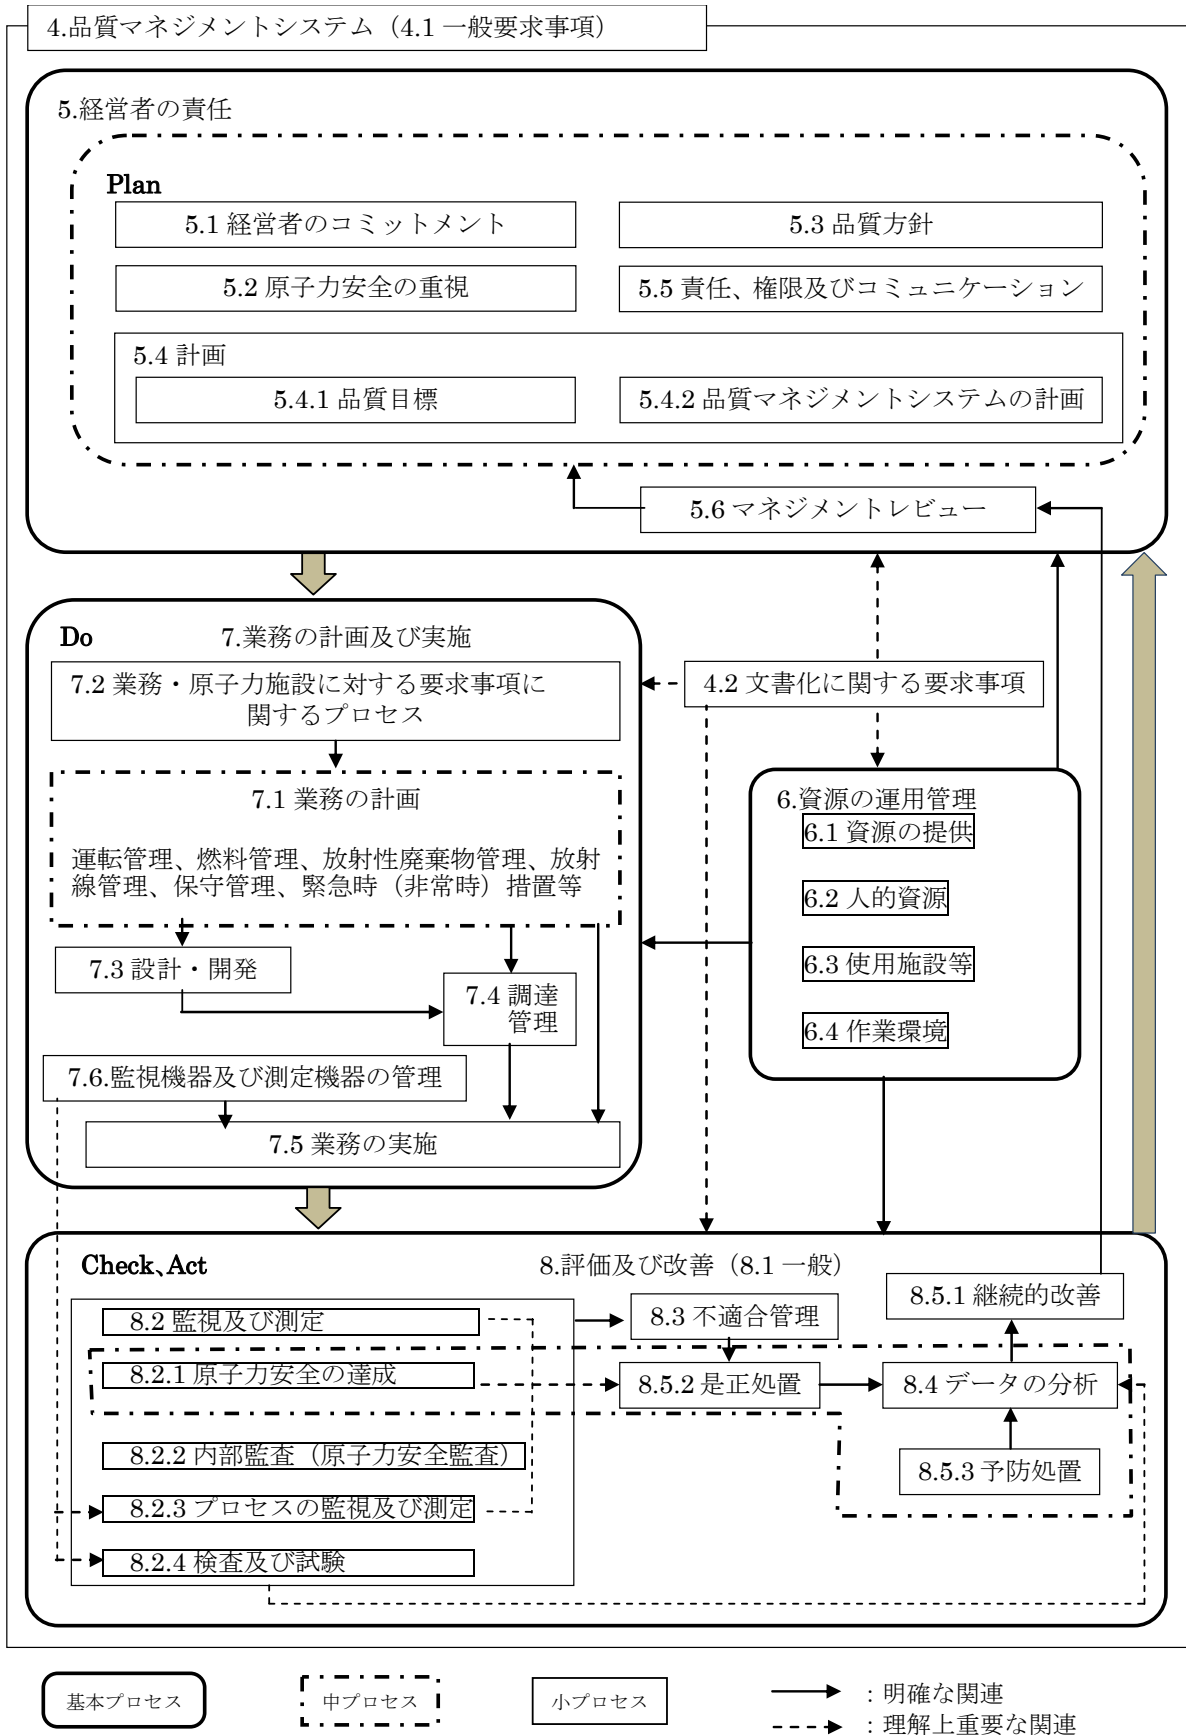 4.品質マネジメントシステム（4.1 一般要求事項）
5.経営者の責任
Plan
5.1 経営者のコミットメント
5.3 品質方針
5.2 原子力安全の重視
5.5 責任、権限及びコミュニケーション
5.4 計画
5.4.1 品質目標
5.4.2 品質マネジメントシステムの計画
5.6 マネジメントレビュー
Do
7.業務の計画及び実施
7.2 業務・原子力施設に対する要求事項に
関するプロセス
4.2 文書化に関する要求事項
7.1 業務の計画
運転管理、燃料管理、放射性廃棄物管理、放射
線管理、保守管理、緊急時（非常時）措置等
6.資源の運用管理
6.1 資源の提供
6.2 人的資源
6.3 使用施設等
6.4 作業環境
7.3 設計・開発
7.4 調達
管理
7.6.監視機器及び測定機器の管理
7.5 業務の実施
Check、Act
8.評価及び改善（8.1 一般）
8.2 監視及び測定
8.3 不適合管理
8.5.1 継続的改善
8.2.1 原子力安全の達成
8.5.2 是正処置
8.4 データの分析
8.2.2 内部監査（原子力安全監査）
8.5.3 予防処置
8.2.3 プロセスの監視及び測定
8.2.4 検査及び試験
基本プロセス
中プロセス
小プロセス
：明確な関連
：理解上重要な関連